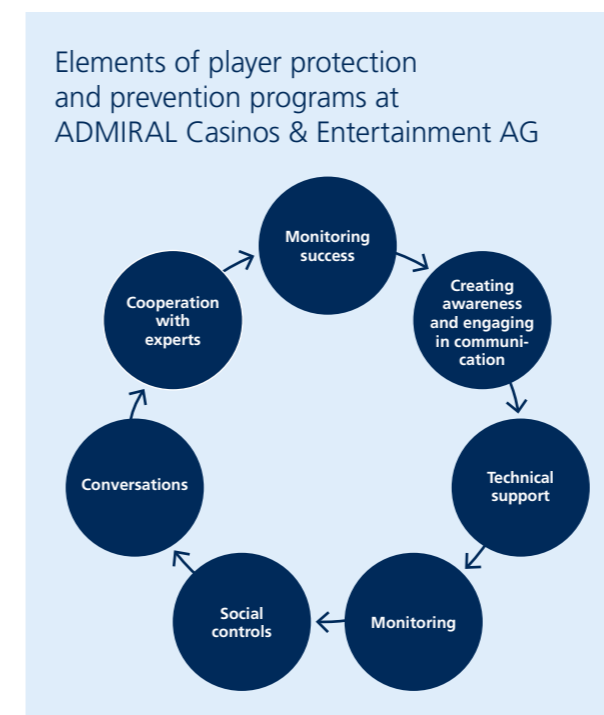 Elements of player protection
and prevention programs at
ADMIRAL Casinos & Entertainment AG
Monitoring
success
Creating
awareness
and engaging
in communi-
cation
Technical
support
Monitoring
Social
controls
Conversations
Cooperation
with
experts